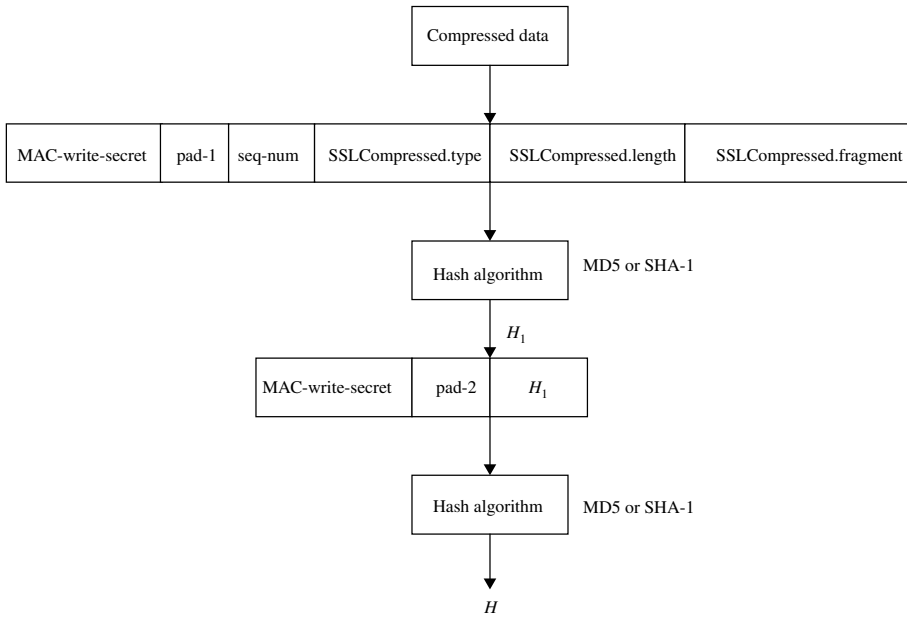 Compressed data
MAC-write-secret pad-1 seq-num SSLCompressed.type SSLCompressed.length SSLCompressed.fragment
Hash algorithm MD5 or SHA-1
H1
MAC-write-secret pad-2 H1
Hash algorithm MD5 or SHA-1
H